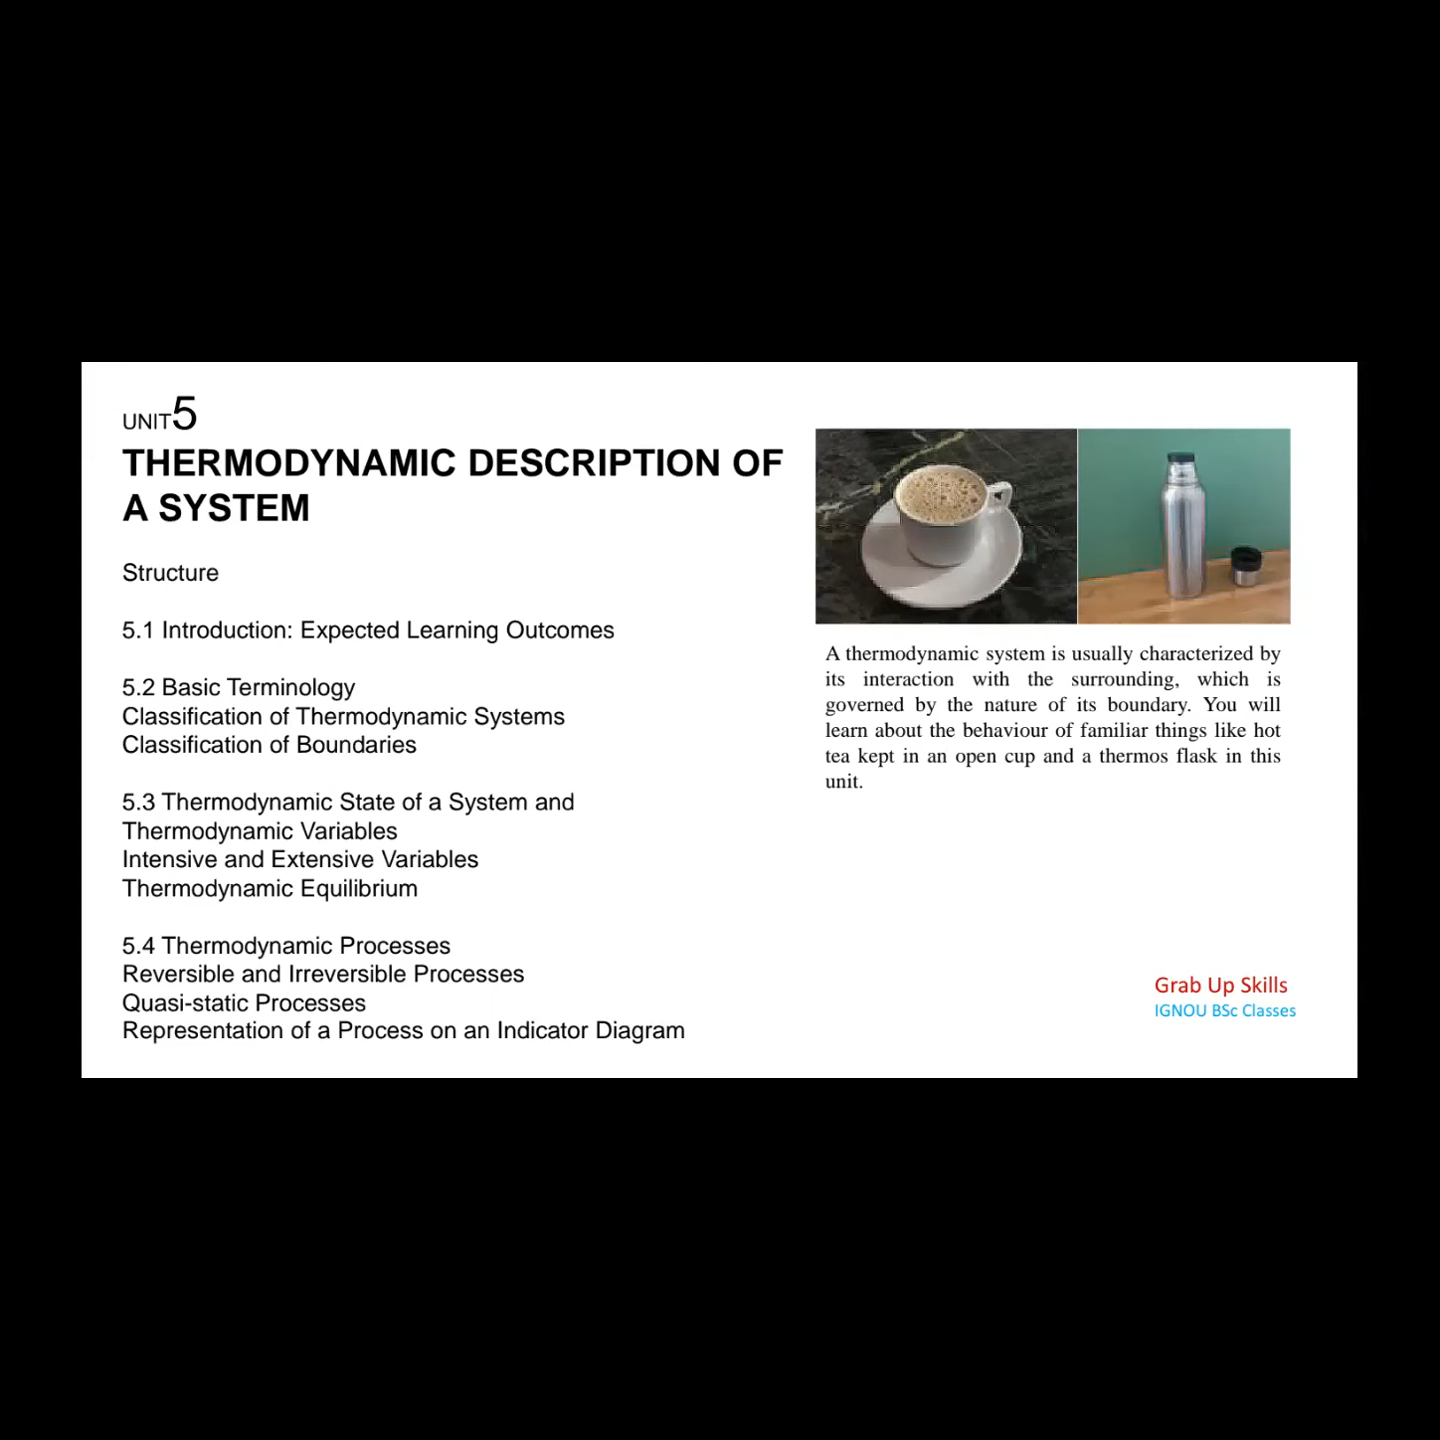 UNIT5
THERMODYNAMIC DESCRIPTION OF
A SYSTEM
Structure
5.1 Introduction: Expected Learning Outcomes
5.2 Basic Terminology
Classification of Thermodynamic Systems
Classification of Boundaries
5.3 Thermodynamic State of a System and
Thermodynamic Variables
Intensive and Extensive Variables
Thermodynamic Equilibrium
5.4 Thermodynamic Processes
Reversible and Irreversible Processes
Quasi-static Processes
Representation of a Process on an Indicator Diagram
A thermodynamic system is usually characterized by
its interaction with the surrounding, which is
governed by the nature of its boundary. You will
learn about the behaviour of familiar things like hot
tea kept in an open cup and a thermos flask in this
unit.
Grab Up Skills
IGNOU BSc Classes